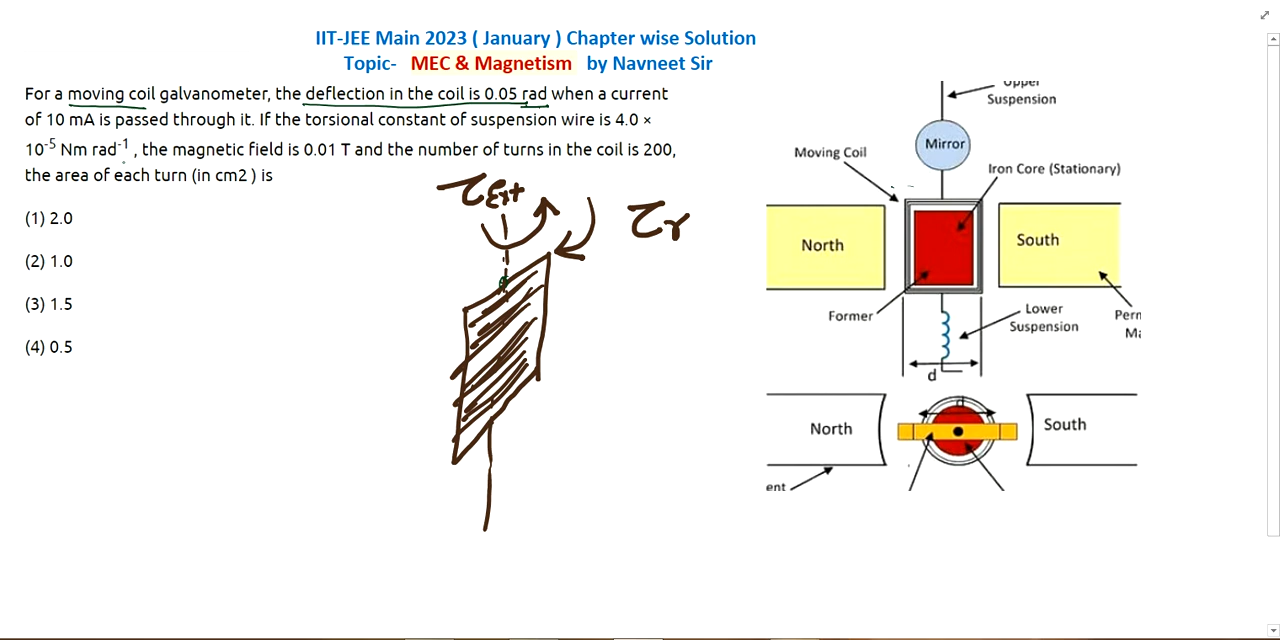 IIT-JEE Main 2023 ( January ) Chapter wise Solution
Topic- MEC & Magnetism by Navneet Sir
For a moving coil galvanometer, the deflection in the coil is 0.05 rad when a current
of 10 mA is passed through it. If the torsional constant of suspension wire is 4.0 ×
10⁻⁵ Nm rad⁻¹ , the magnetic field is 0.01 T and the number of turns in the coil is 200,
the area of each turn (in cm2 ) is
(1) 2.0
(2) 1.0
(3) 1.5
(4) 0.5
τExt
τr
Upper
Suspension
Mirror
Moving Coil
Iron Core (Stationary)
North
South
Former
Lower
Suspension
Perm
Ma
d
d
North
South
ent